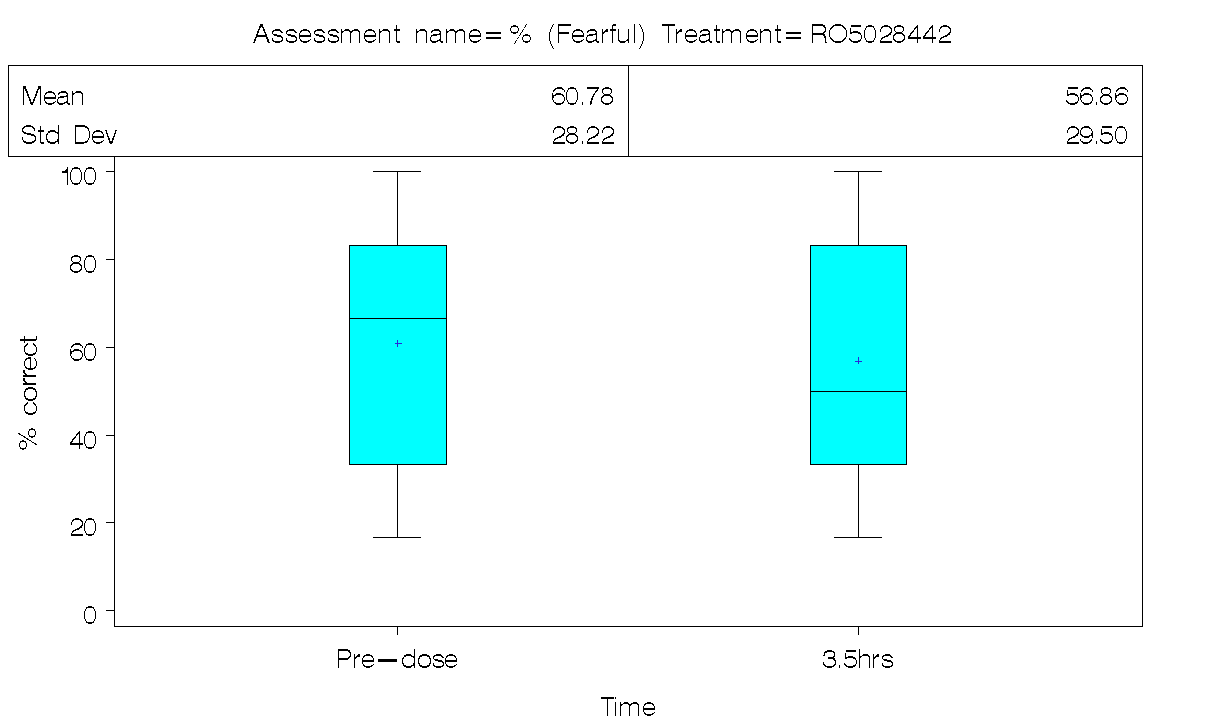 Assessment name=% (Fearful) Treatment=RO5028442
Mean 60.78 56.86
Std Dev 28.22 29.50
100
80
60
40
20
0
% correct
Pre-dose 3.5hrs
Time